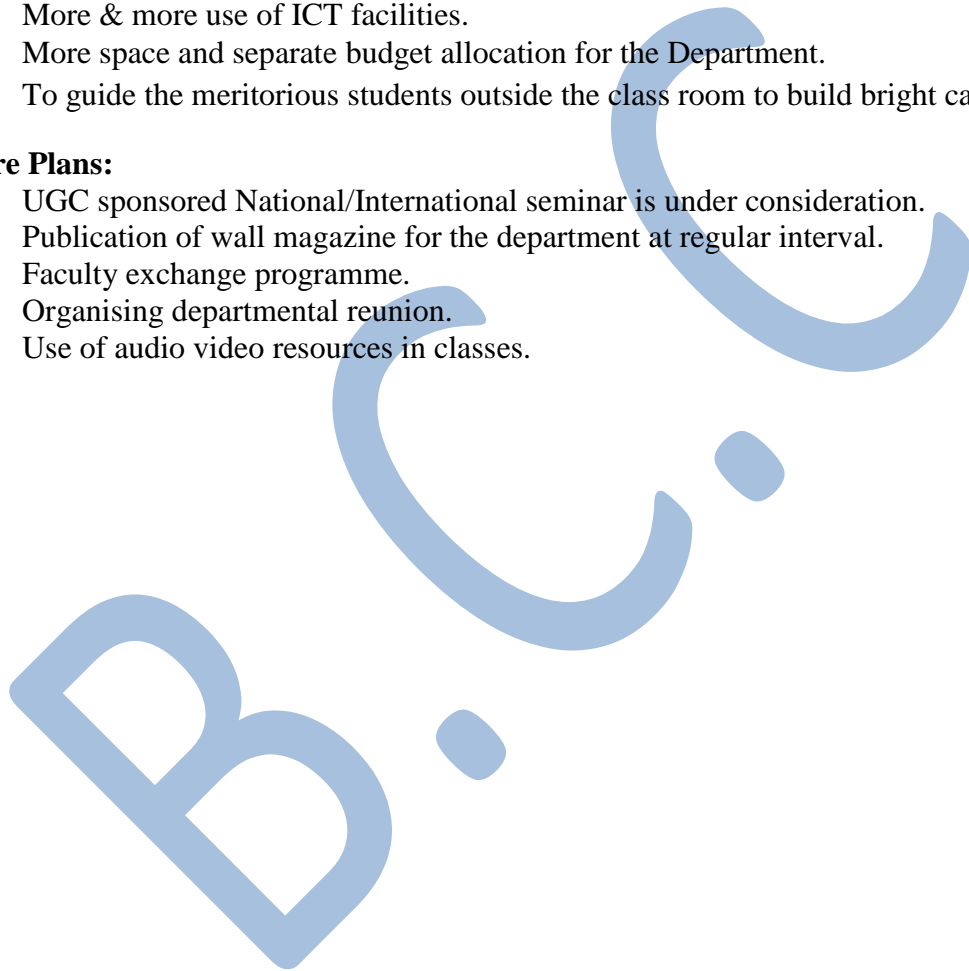 More & more use of ICT facilities.
More space and separate budget allocation for the Department.
To guide the meritorious students outside the class room to build bright ca
re Plans:
UGC sponsored National/International seminar is under consideration.
Publication of wall magazine for the department at regular interval.
Faculty exchange programme.
Organising departmental reunion.
Use of audio video resources in classes.
B.C.C